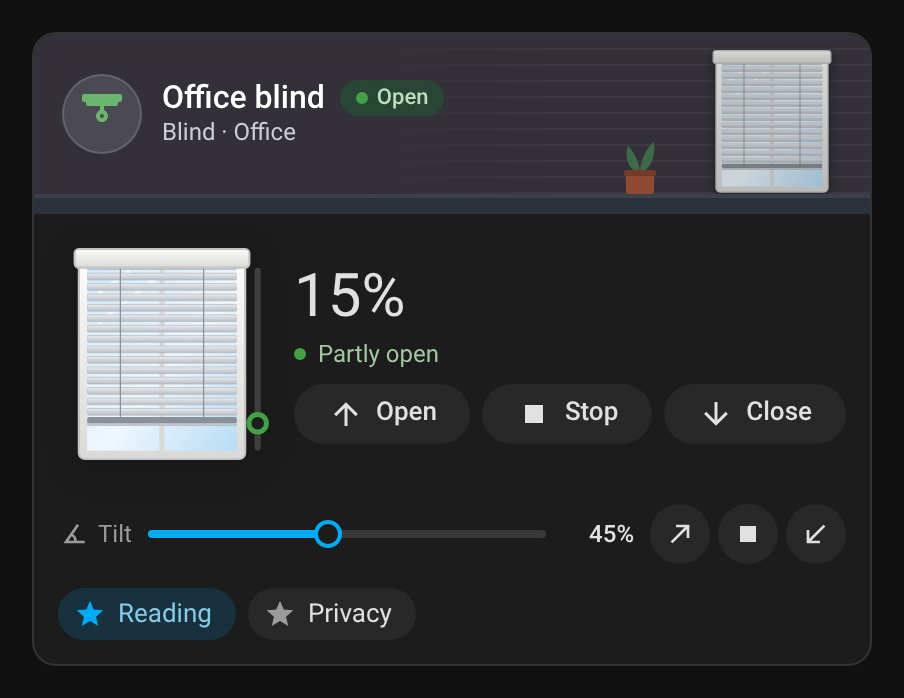 Office blind
Open
Blind · Office
15%
Partly open
Open
Stop
Close
Tilt
45%
Reading
Privacy